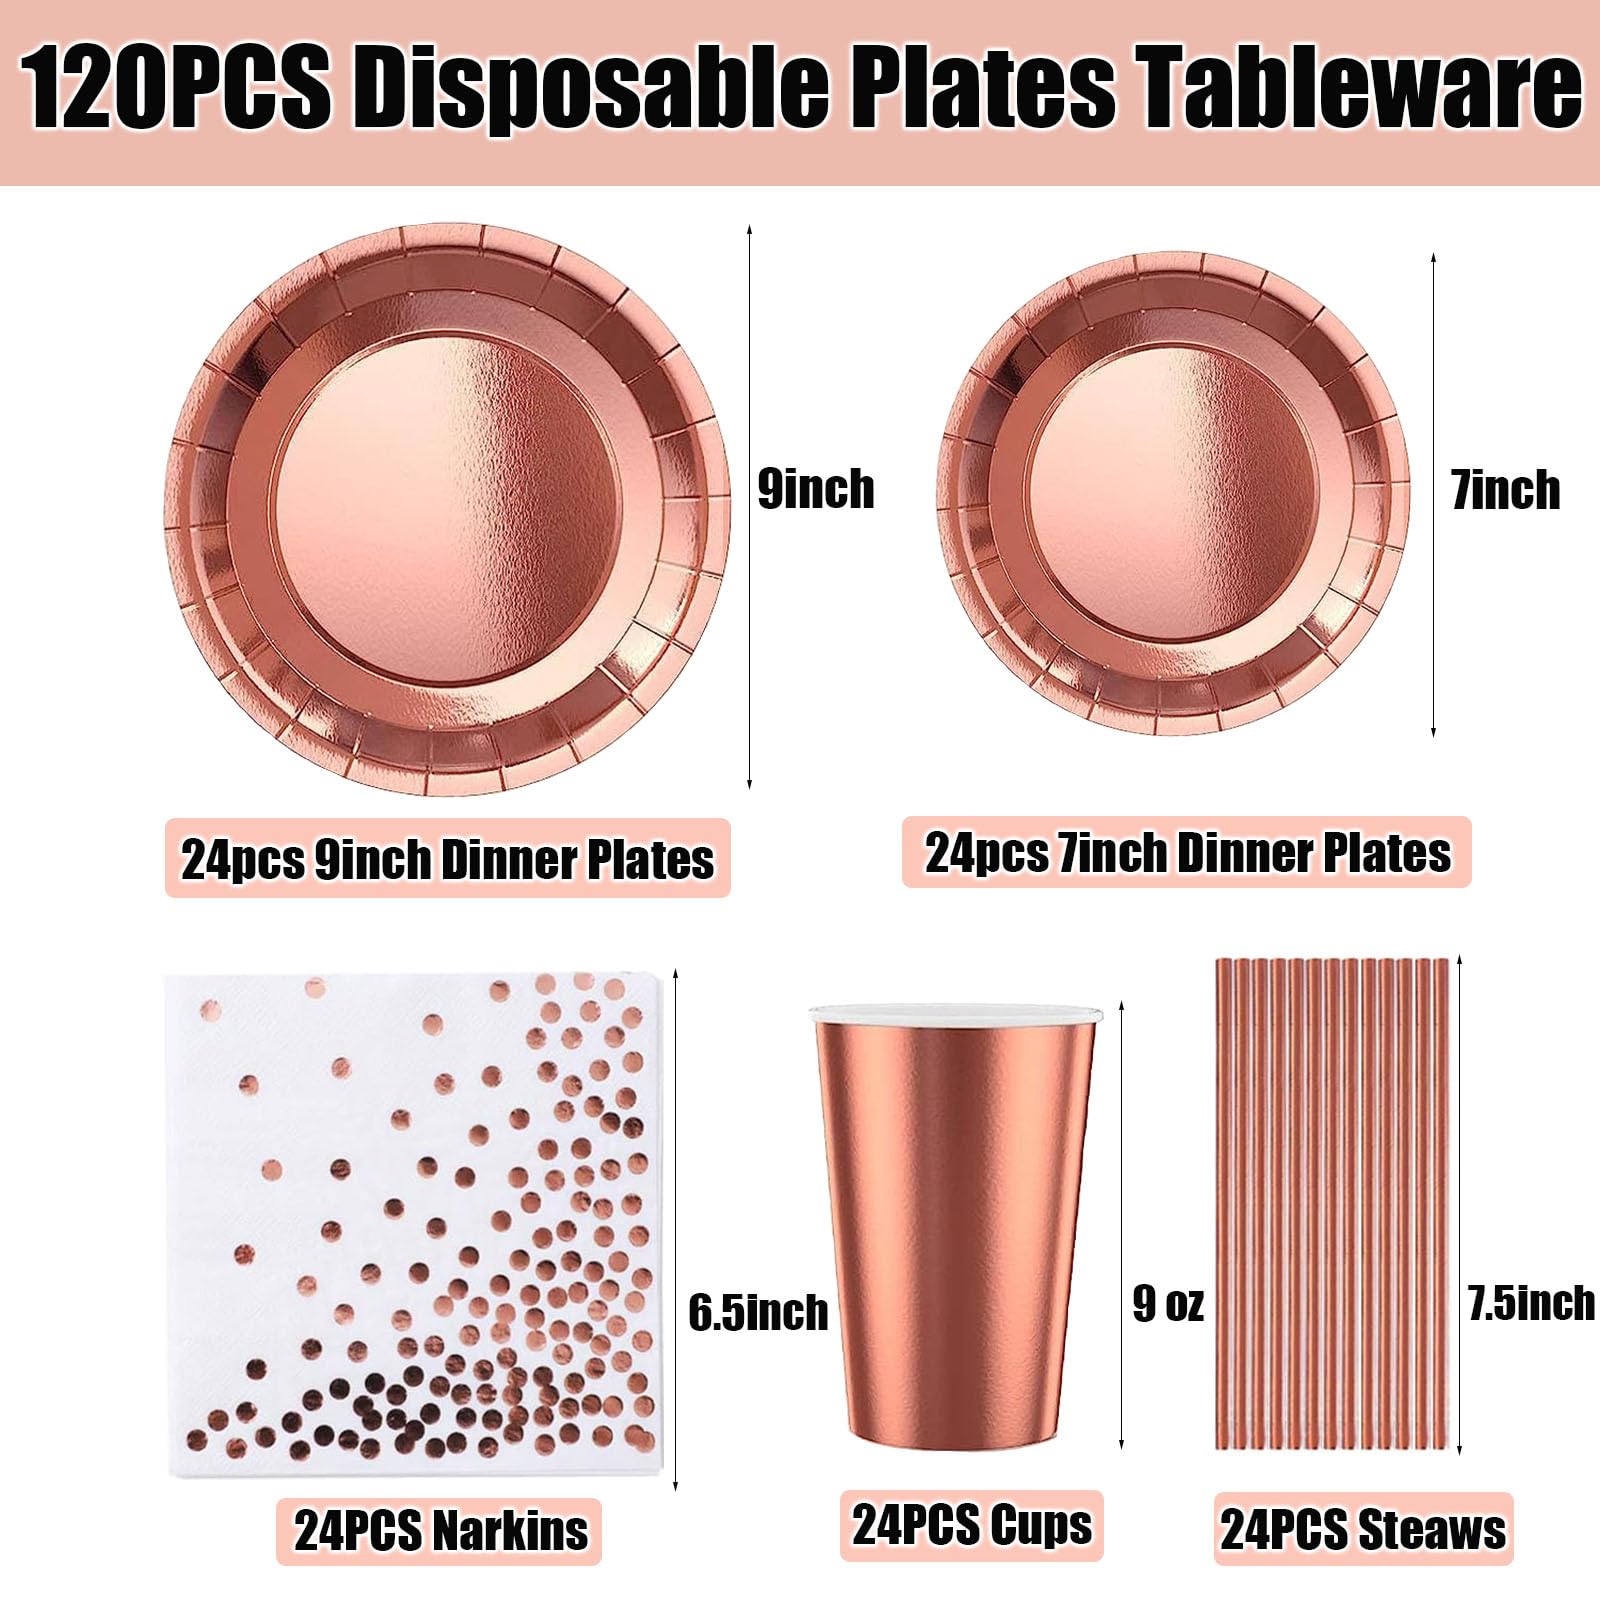 120PCS Disposable Plates Tableware
9inch
7inch
24pcs 9inch Dinner Plates
24pcs 7inch Dinner Plates
6.5inch
9 oz
7.5inch
24PCS Narkins
24PCS Cups
24PCS Steaws